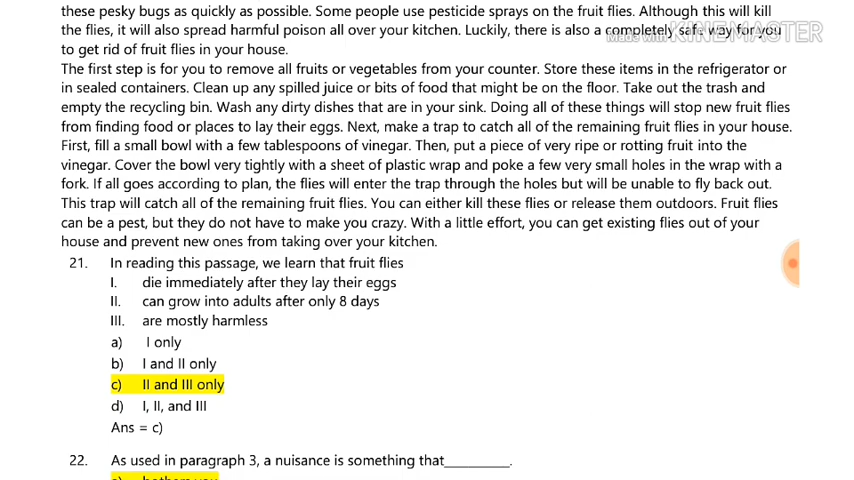 these pesky bugs as quickly as possible. Some people use pesticide sprays on the fruit flies. Although this will kill
the flies, it will also spread harmful poison all over your kitchen. Luckily, there is also a completely safe way for you
Made with KINEMASTER
to get rid of fruit flies in your house.
The first step is for you to remove all fruits or vegetables from your counter. Store these items in the refrigerator or
in sealed containers. Clean up any spilled juice or bits of food that might be on the floor. Take out the trash and
empty the recycling bin. Wash any dirty dishes that are in your sink. Doing all of these things will stop new fruit flies
from finding food or places to lay their eggs. Next, make a trap to catch all of the remaining fruit flies in your house.
First, fill a small bowl with a few tablespoons of vinegar. Then, put a piece of very ripe or rotting fruit into the
vinegar. Cover the bowl very tightly with a sheet of plastic wrap and poke a few very small holes in the wrap with a
fork. If all goes according to plan, the flies will enter the trap through the holes but will be unable to fly back out.
This trap will catch all of the remaining fruit flies. You can either kill these flies or release them outdoors. Fruit flies
can be a pest, but they do not have to make you crazy. With a little effort, you can get existing flies out of your
house and prevent new ones from taking over your kitchen.
21. In reading this passage, we learn that fruit flies
I. die immediately after they lay their eggs
II. can grow into adults after only 8 days
III. are mostly harmless
a) I only
b) I and II only
c) II and III only
d) I, II, and III
Ans = c)
22. As used in paragraph 3, a nuisance is something that__________.
a) bothers you